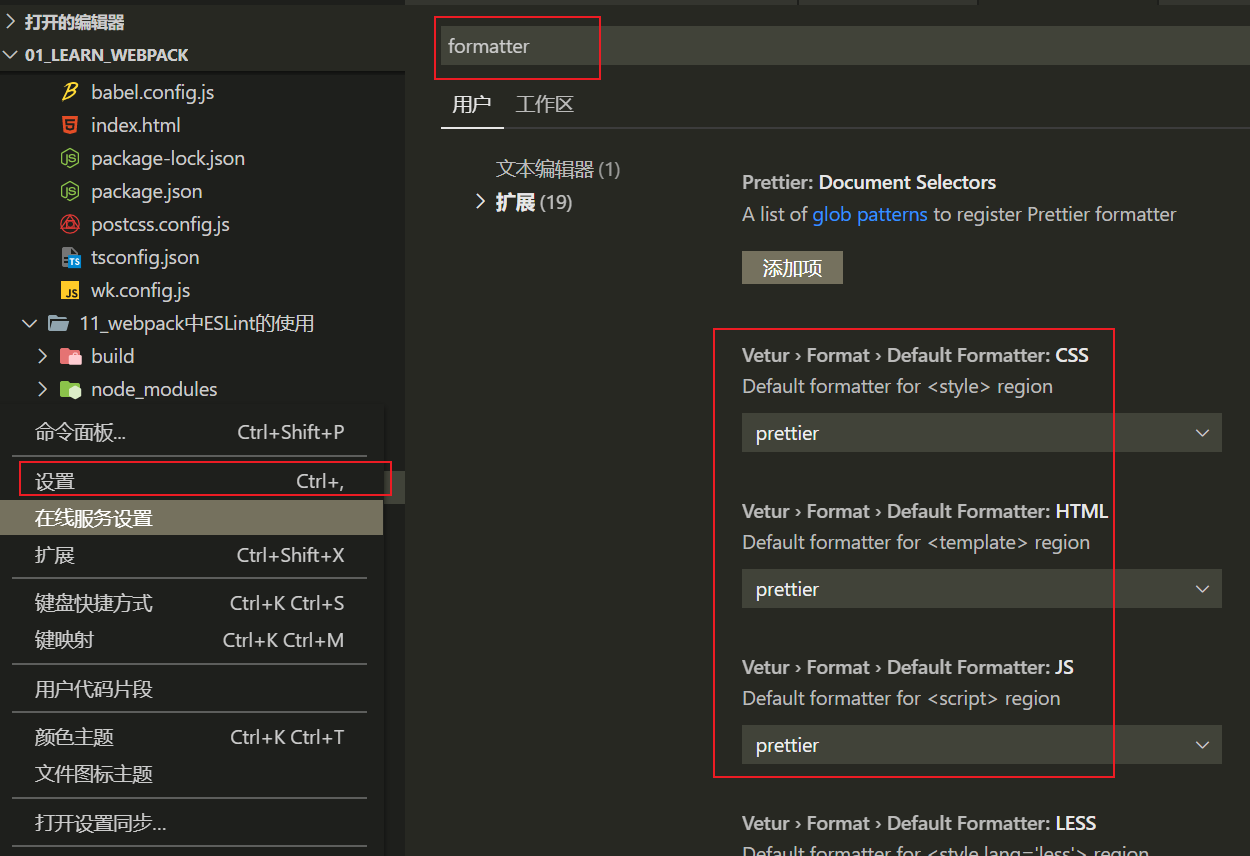 打开的编辑器
01_LEARN_WEBPACK
babel.config.js
index.html
package-lock.json
package.json
postcss.config.js
tsconfig.json
wk.config.js
11_webpack中ESLint的使用
build
node_modules
命令面板... Ctrl+Shift+P
设置 Ctrl+,
在线服务设置
扩展 Ctrl+Shift+X
键盘快捷方式 Ctrl+K Ctrl+S
键映射 Ctrl+K Ctrl+M
用户代码片段
颜色主题 Ctrl+K Ctrl+T
文件图标主题
打开设置同步...
formatter
用户 工作区
文本编辑器 (1)
扩展 (19)
Prettier: Document Selectors
A list of glob patterns to register Prettier formatter
添加项
Vetur › Format › Default Formatter: CSS
Default formatter for <style> region
prettier
Vetur › Format › Default Formatter: HTML
Default formatter for <template> region
prettier
Vetur › Format › Default Formatter: JS
Default formatter for <script> region
prettier
Vetur › Format › Default Formatter: LESS
Default formatter for <style lang='less'> region